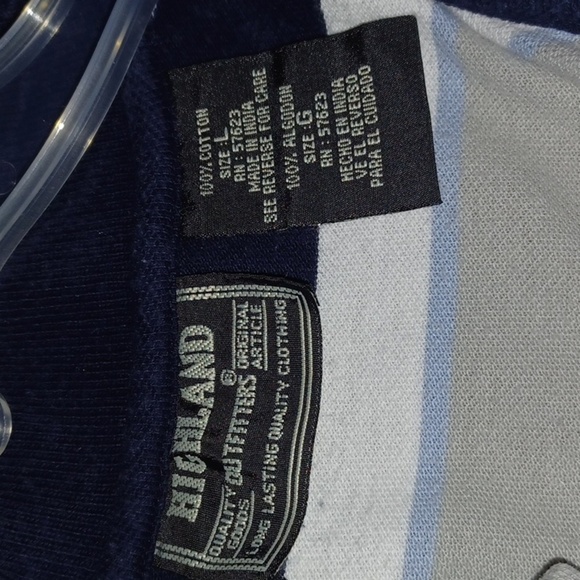 100% COTTON
SIZE: L
RN: 57623
MADE IN INDIA
SEE REVERSE FOR CARE
100% ALGODON
SIZE: G
RN: 57623
HECHO EN INDIA
VE EL REVERSO
PARA EL CUIDADO
HIGHLAND
OUTFITTERS®
QUALITY GOODS
ORIGINAL ARTICLE
LONG LASTING QUALITY CLOTHING